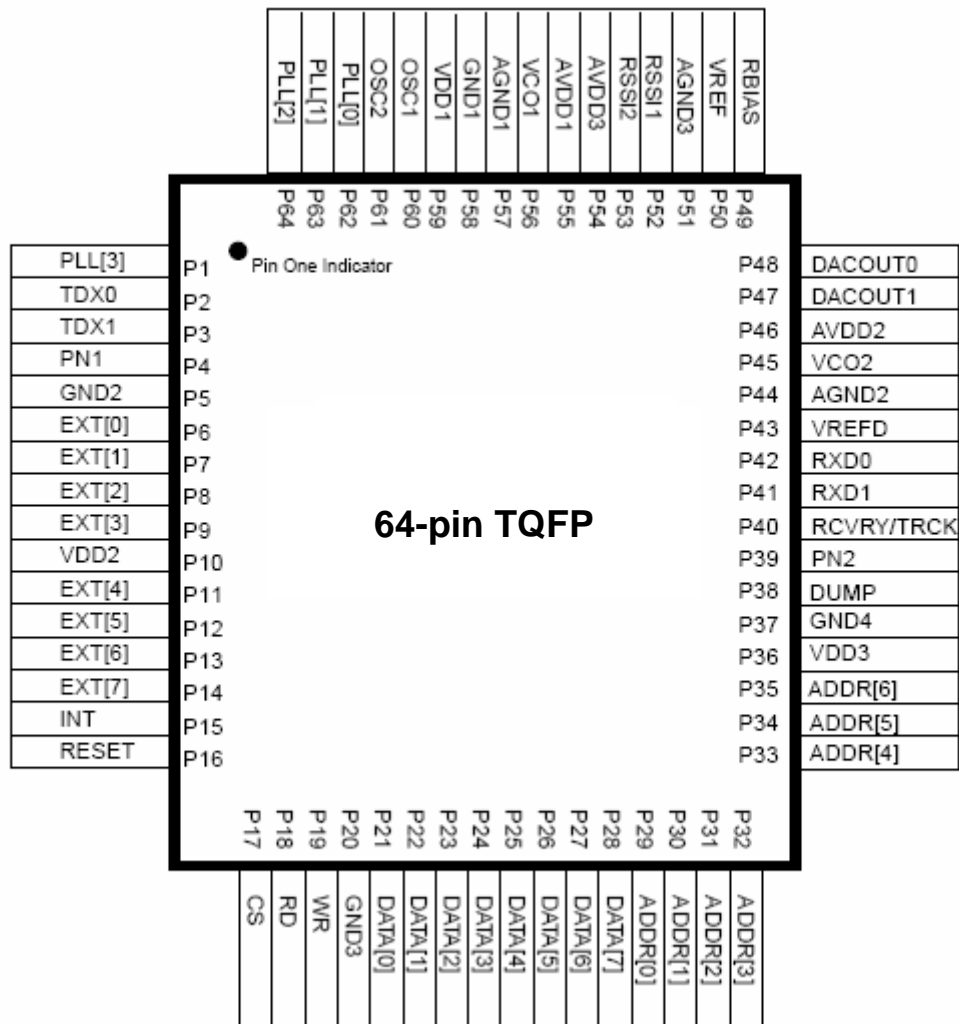 PLL[2] PLL[1] PLL[0] OSC2 OSC1 VDD1 GND1 AGND1 VCO1 AVDD1 AVDD3 RSSI2 RSSI1 AGND3 VREF RBIAS
P64 P63 P62 P61 P60 P59 P58 P57 P56 P55 P54 P53 P52 P51 P50 P49
Pin One Indicator
PLL[3] P1 P48 DACOUT0
TDX0 P2 P47 DACOUT1
TDX1 P3 P46 AVDD2
PN1 P4 P45 VCO2
GND2 P5 P44 AGND2
EXT[0] P6 P43 VREFD
EXT[1] P7 P42 RXD0
EXT[2] P8 P41 RXD1
EXT[3] P9 P40 RCVRY/TRCK
64-pin TQFP
VDD2 P10 P39 PN2
EXT[4] P11 P38 DUMP
EXT[5] P12 P37 GND4
EXT[6] P13 P36 VDD3
EXT[7] P14 P35 ADDR[6]
INT P15 P34 ADDR[5]
RESET P16 P33 ADDR[4]
P17 P18 P19 P20 P21 P22 P23 P24 P25 P26 P27 P28 P29 P30 P31 P32
CS RD WR GND3 DATA[0] DATA[1] DATA[2] DATA[3] DATA[4] DATA[5] DATA[6] DATA[7] ADDR[0] ADDR[1] ADDR[2] ADDR[3]